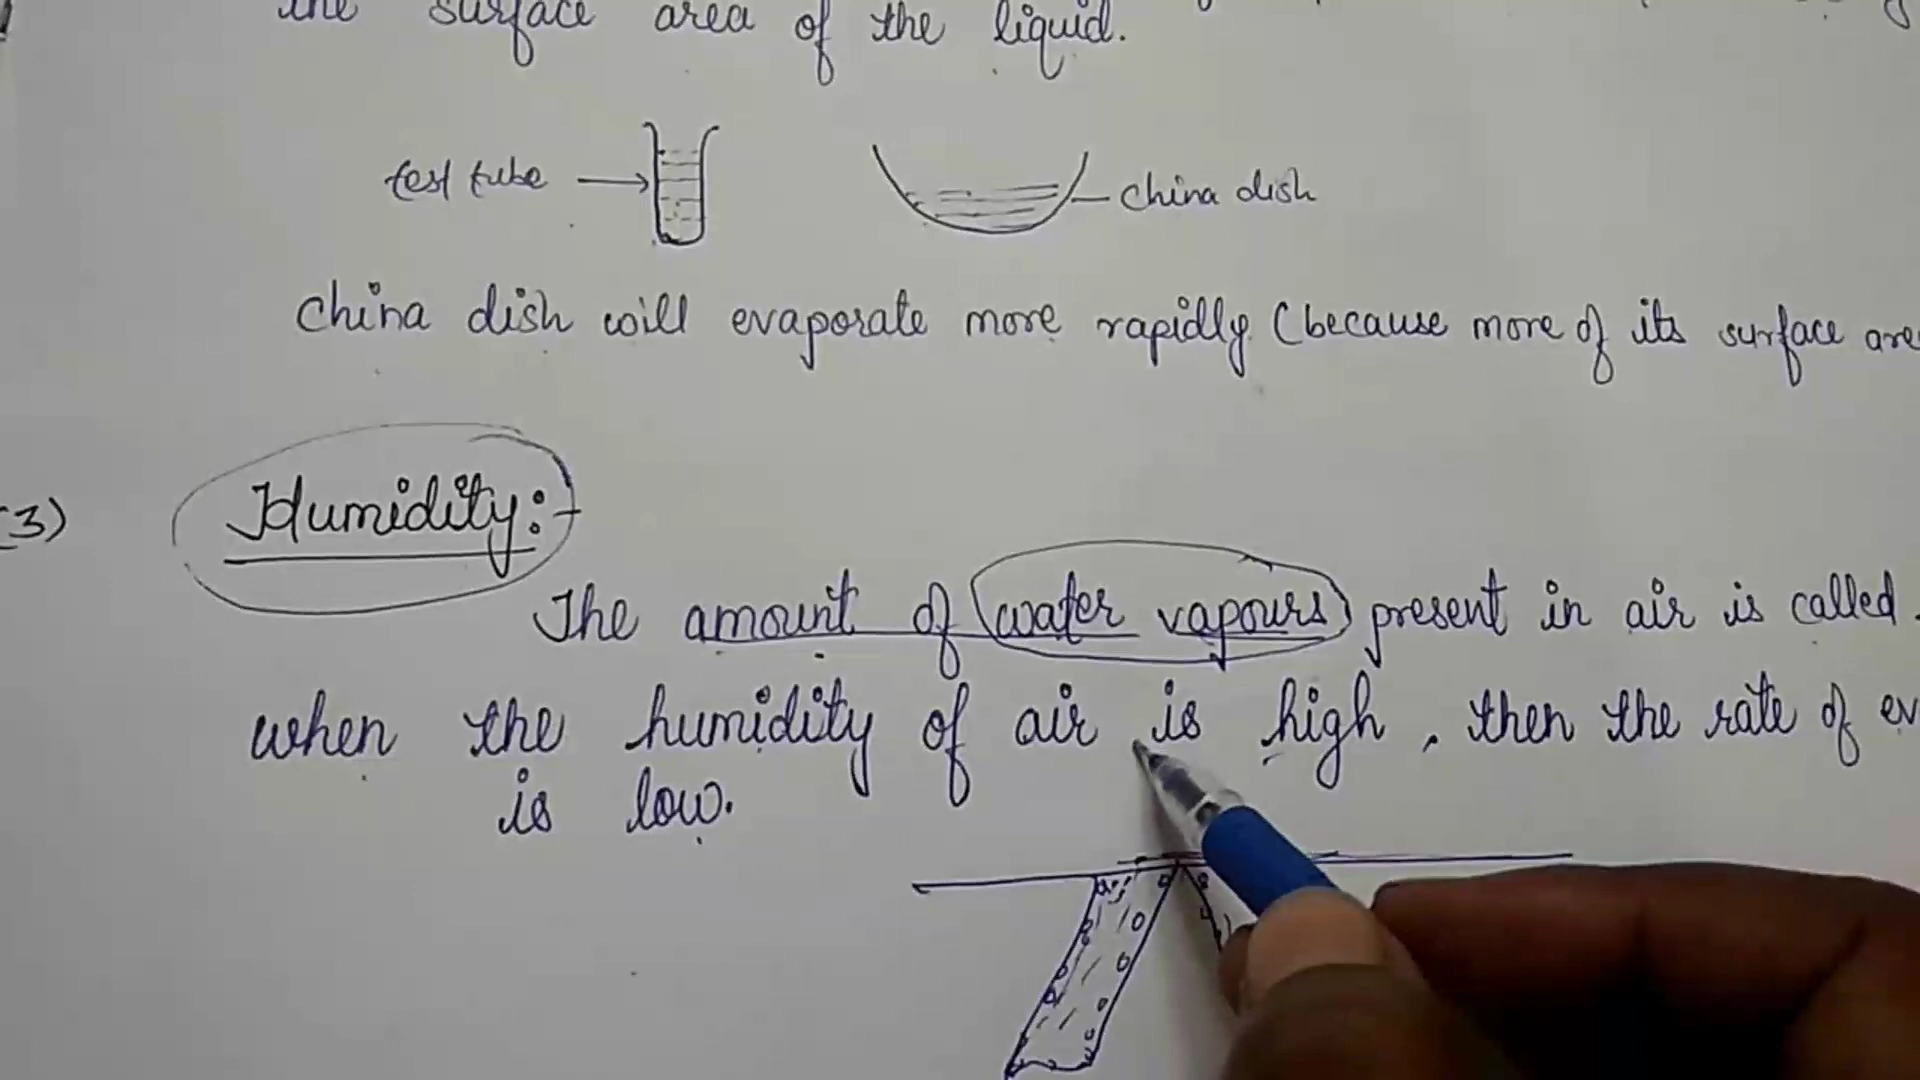 the surface area of the liquid.
test tube
china dish
china dish will evaporate more rapidly (because more of its surface
(3) Humidity:-
The amount of water vapours present in air is called
when the humidity of air is high, then the rate of
is low.